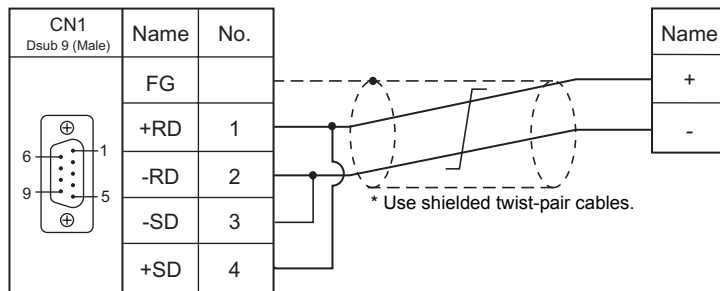 CN1
Dsub 9 (Male)
Name
No.
Name
FG
+
+RD
1
-
-RD
2
6
1
9
5
-SD
3
* Use shielded twist-pair cables.
+SD
4